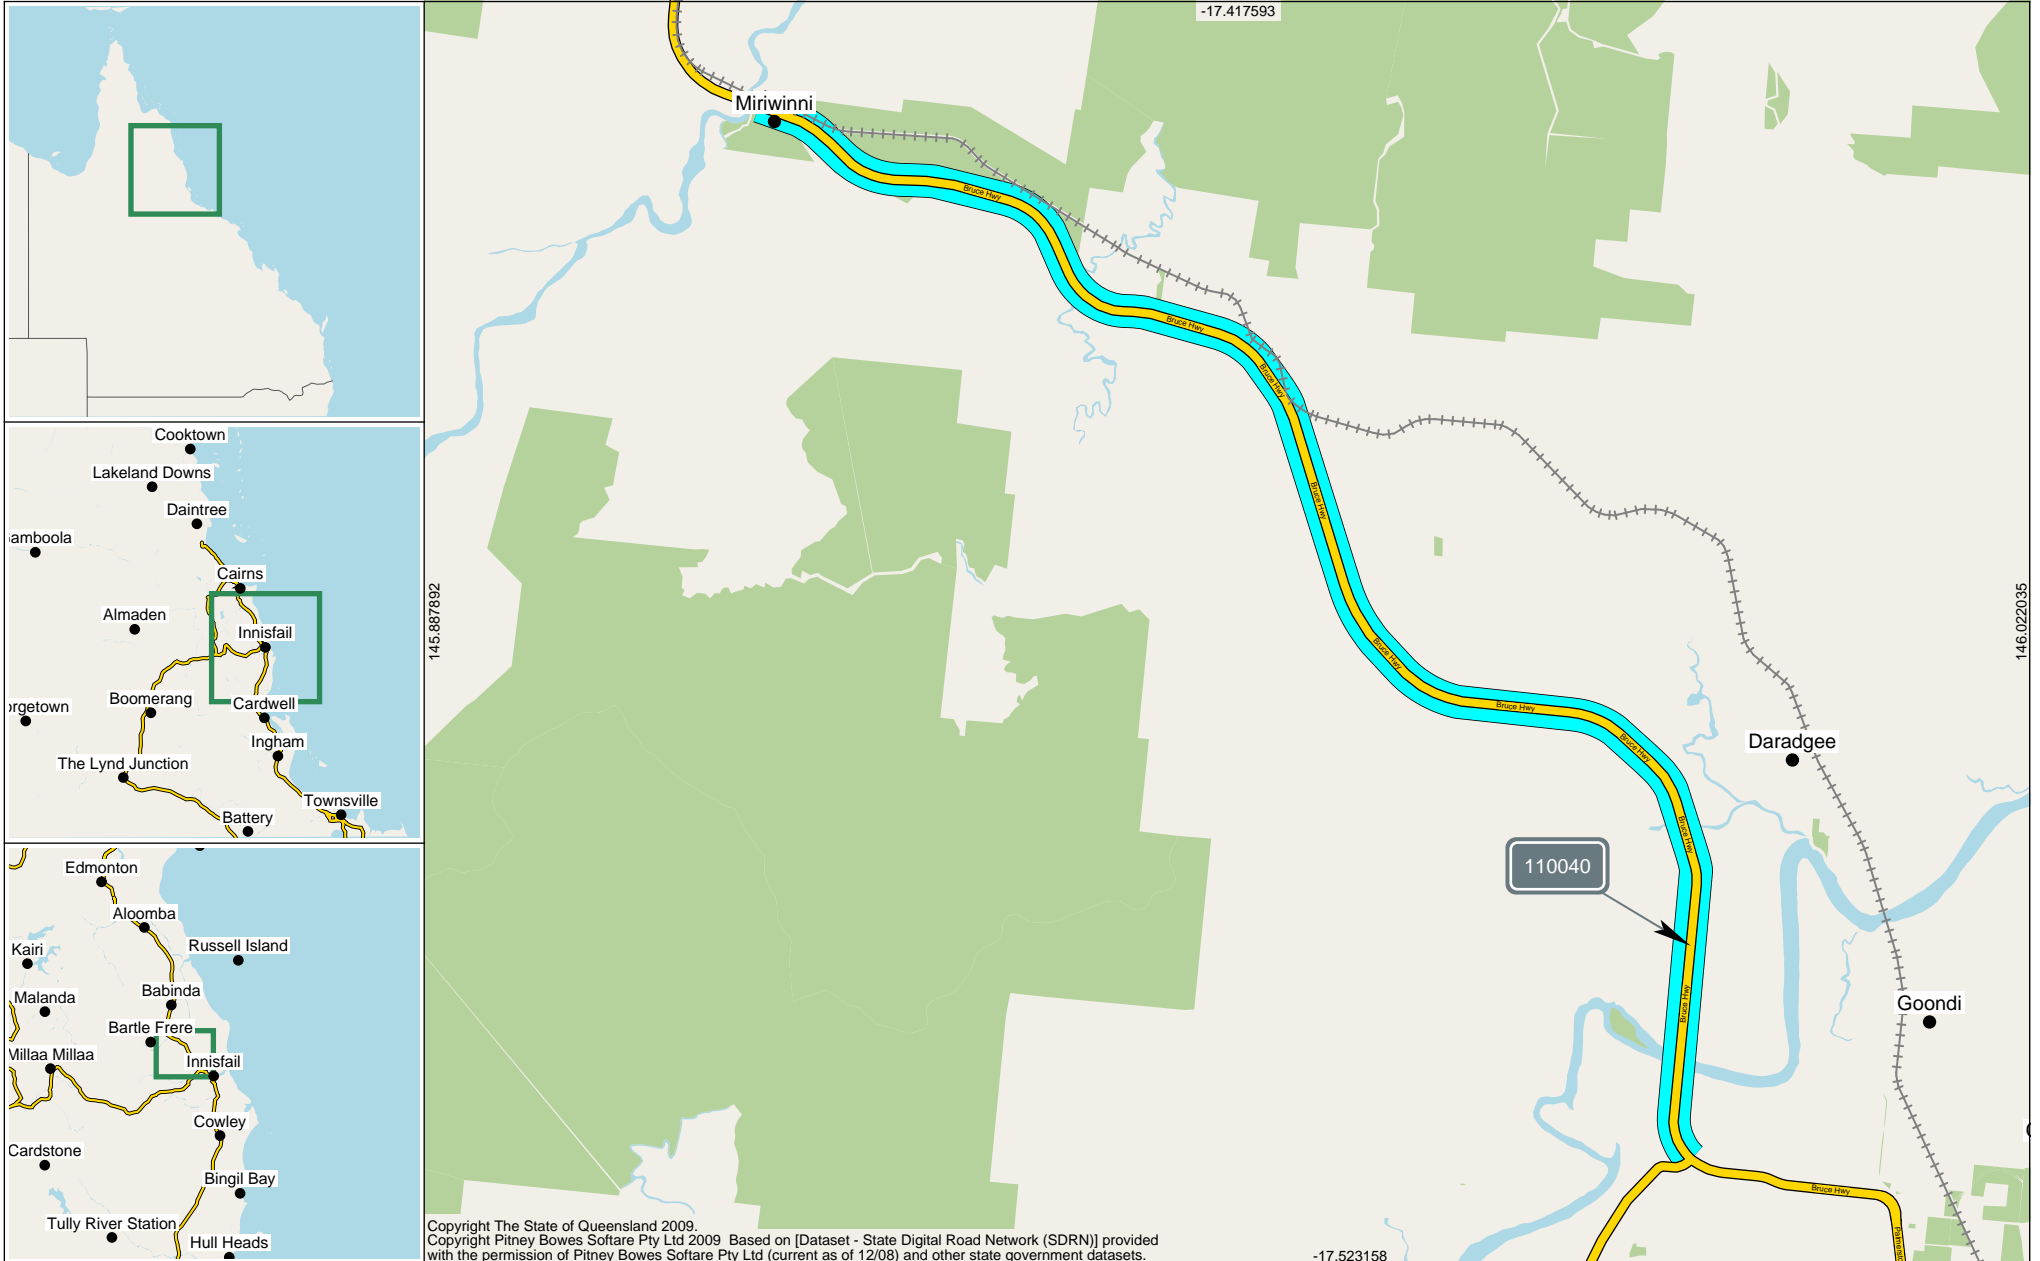 -17.417593
Miriwinni
Bruce Hwy
Bruce Hwy
Bruce Hwy
Bruce Hwy
Bruce Hwy
Bruce Hwy
Bruce Hwy
Bruce Hwy
Bruce Hwy
Bruce Hwy
145.887892
146.022035
Daradgee
110040
Goondi
Cooktown
Lakeland Downs
Daintree
Cairns
Almaden
Innisfail
Boomerang
Cardwell
Ingham
The Lynd Junction
Townsville
Battery
amboola
orgetown
Edmonton
Aloomba
Kairi
Russell Island
Malanda
Babinda
Bartle Frere
Millaa Millaa
Innisfail
Cowley
Cardstone
Bingil Bay
Tully River Station
Hull Heads
Copyright The State of Queensland 2009.
Copyright Pitney Bowes Softare Pty Ltd 2009 Based on [Dataset - State Digital Road Network (SDRN)] provided
with the permission of Pitney Bowes Softare Pty Ltd (current as of 12/08) and other state government datasets.
-17.523158